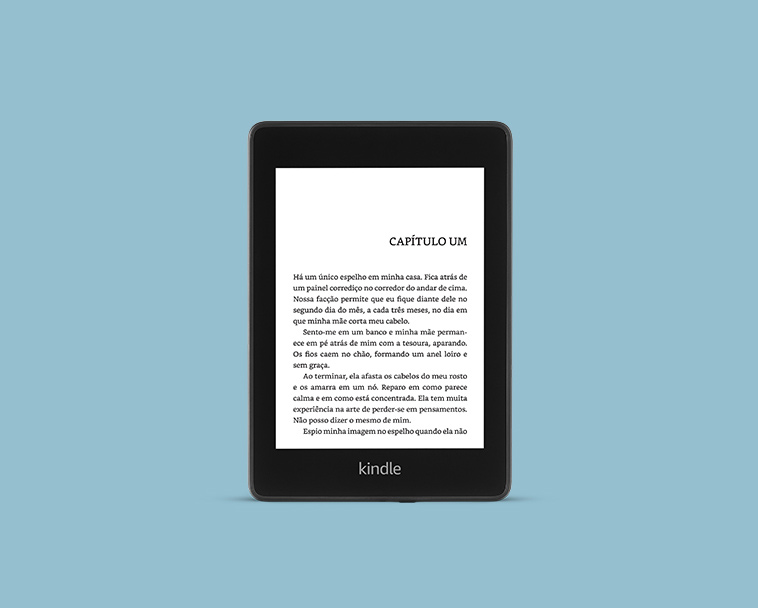 CAPÍTULO UM
Há um único espelho em minha casa. Fica atrás de
um painel corrediço no corredor do andar de cima.
Nossa facção permite que eu fique diante dele no
segundo dia do mês, a cada três meses, no dia em
que minha mãe corta meu cabelo.
Sento-me em um banco e minha mãe perman-
ece em pé atrás de mim com a tesoura, aparando.
Os fios caem no chão, formando um anel loiro e
sem graça.
Ao terminar, ela afasta os cabelos do meu rosto
e os amarra em um nó. Reparo em como parece
calma e em como está concentrada. Ela tem muita
experiência na arte de perder-se em pensamentos.
Não posso dizer o mesmo de mim.
Espio minha imagem no espelho quando ela não
kindle